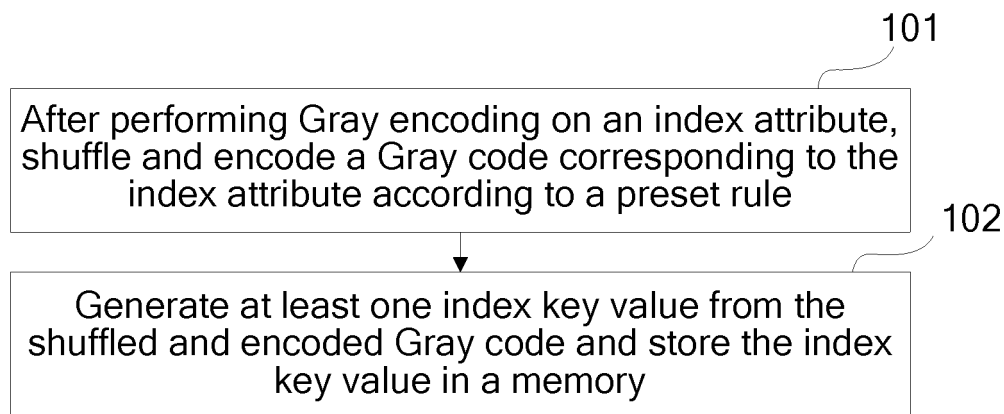 101
After performing Gray encoding on an index attribute,
shuffle and encode a Gray code corresponding to the
index attribute according to a preset rule
102
Generate at least one index key value from the
shuffled and encoded Gray code and store the index
key value in a memory